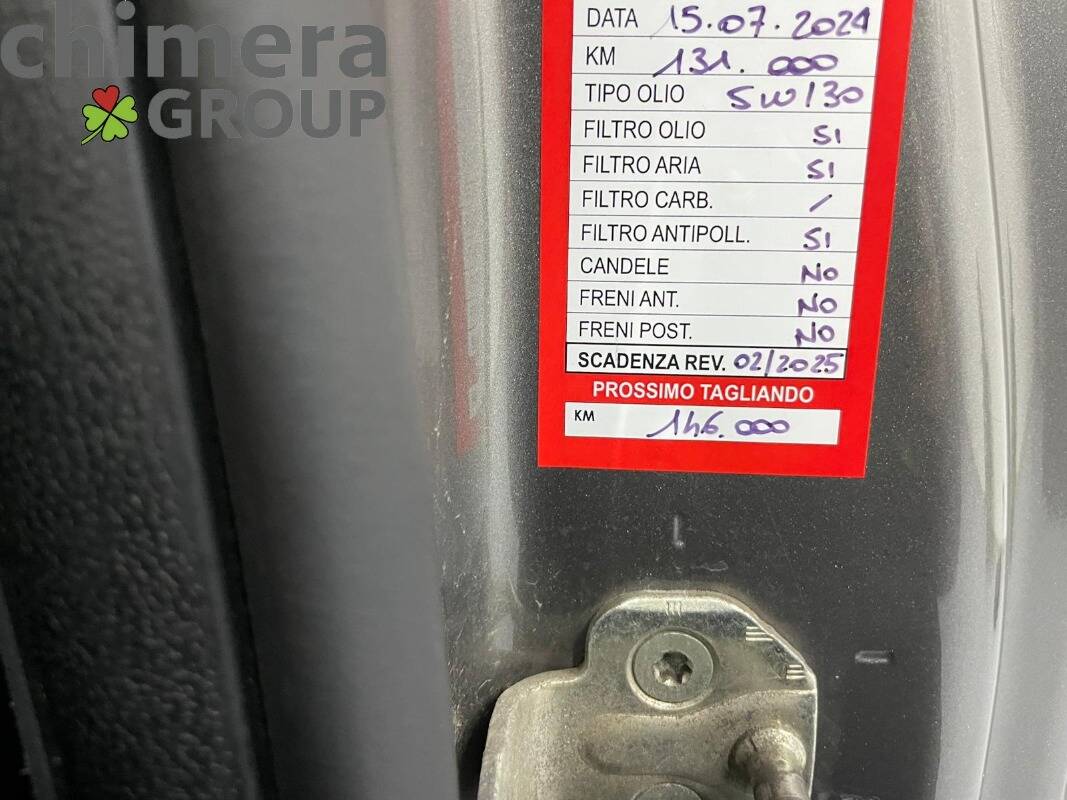 chimera
GROUP
DATA 15.07.2024
KM 131.000
TIPO OLIO 5W/30
FILTRO OLIO SI
FILTRO ARIA SI
FILTRO CARB. /
FILTRO ANTIPOLL. SI
CANDELE NO
FRENI ANT. NO
FRENI POST. NO
SCADENZA REV. 02/2025
PROSSIMO TAGLIANDO
KM 146.000